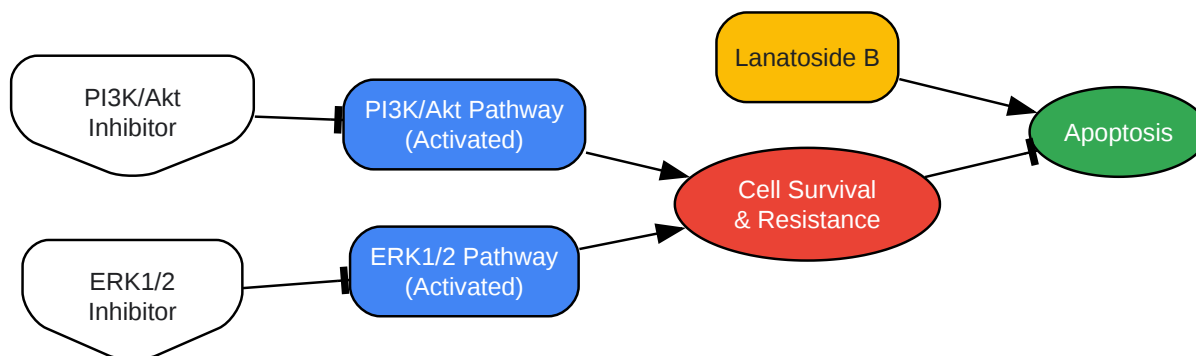 Lanatoside B
PI3K/Akt
Inhibitor
PI3K/Akt Pathway
(Activated)
Apoptosis
Cell Survival
& Resistance
ERK1/2
Inhibitor
ERK1/2 Pathway
(Activated)